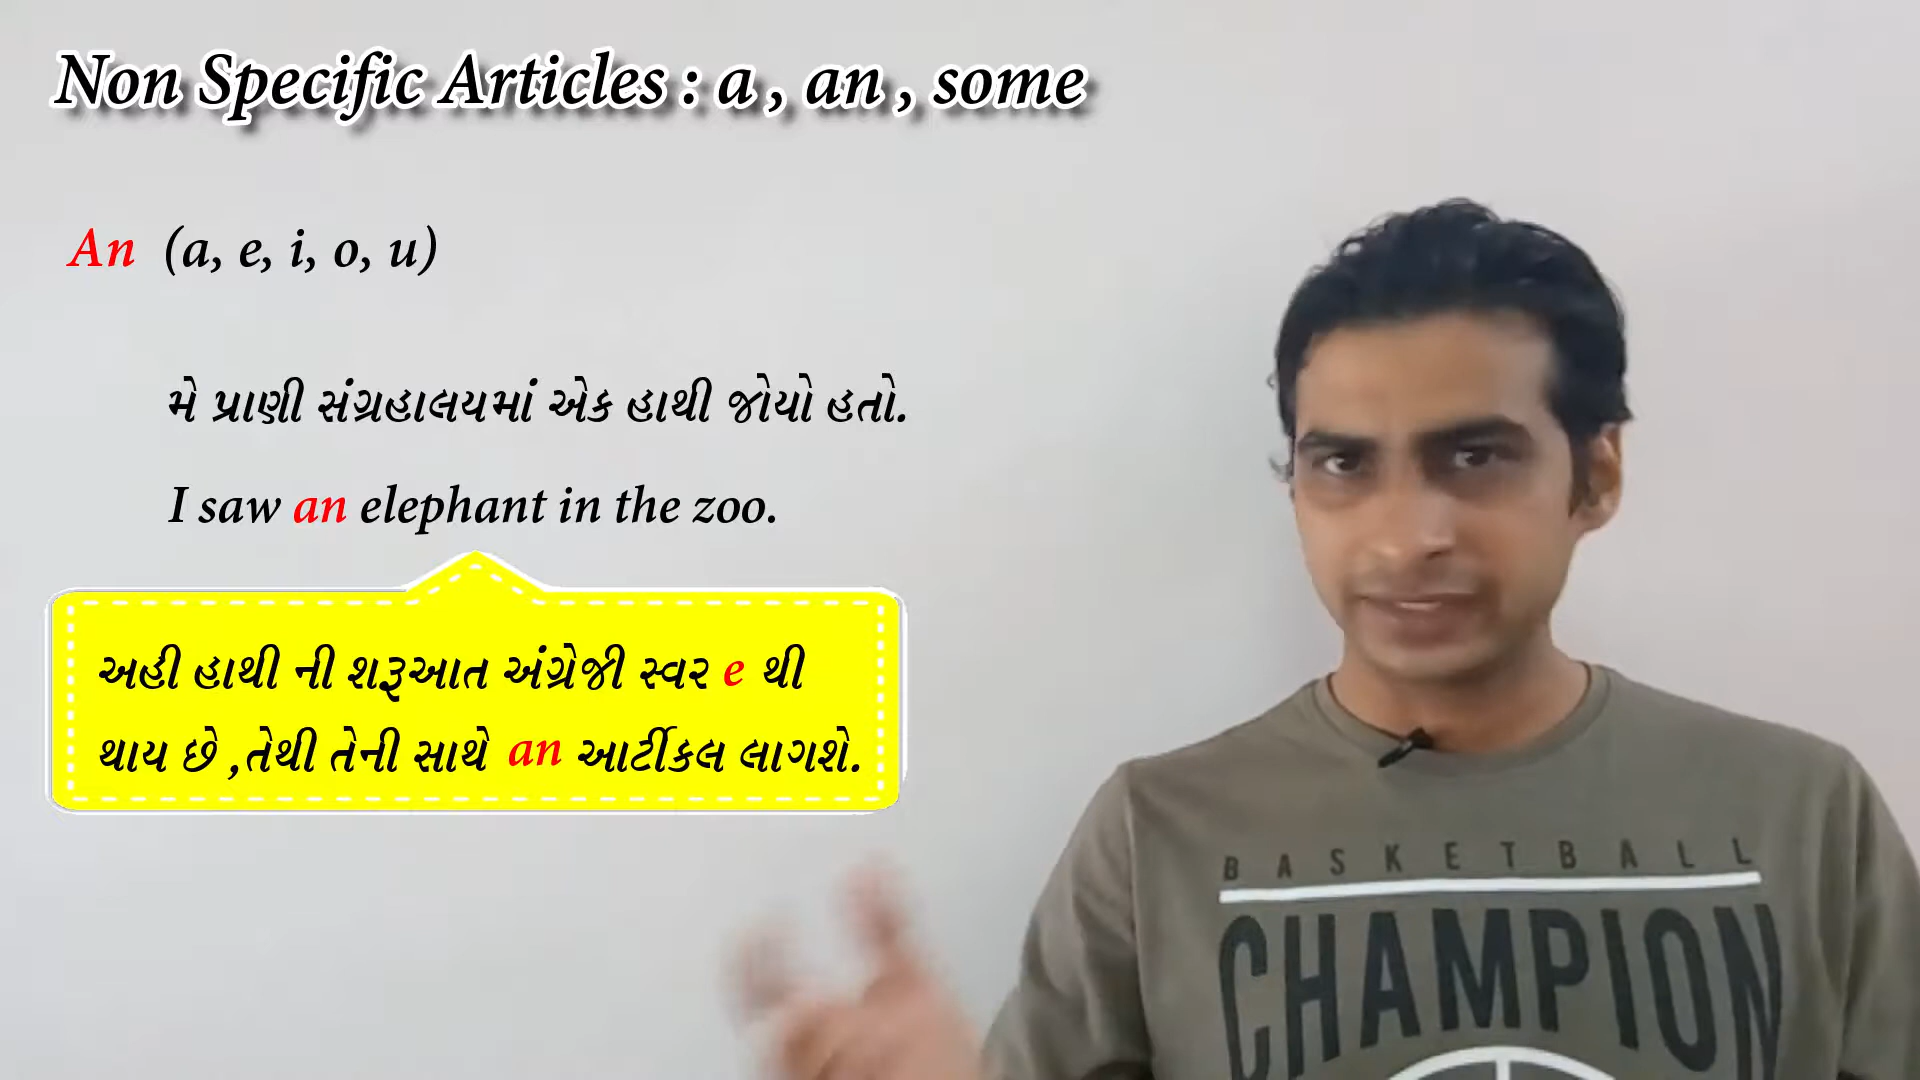 Non Specific Articles : a , an , some
An (a, e, i, o, u)
મે પ્રાણી સંગ્રહાલયમાં એક હાથી જોયો હતો.
I saw an elephant in the zoo.
અહી હાથી ની શરૂઆત અંગ્રેજી સ્વર e થી
થાય છે ,તેથી તેની સાથે an આર્ટીકલ લાગશે.
BASKETBALL
CHAMPION